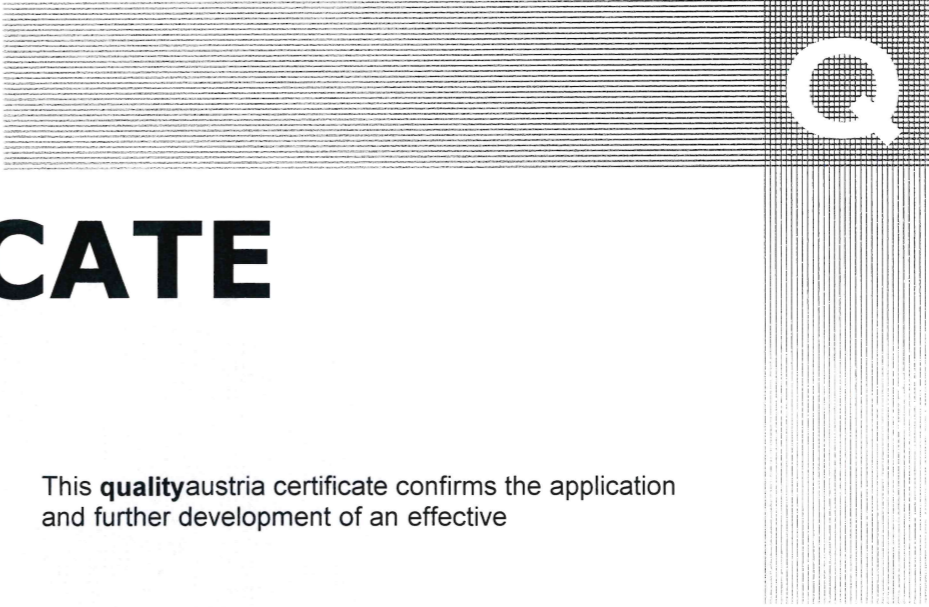 Q
CATE
This qualityaustria certificate confirms the application
and further development of an effective